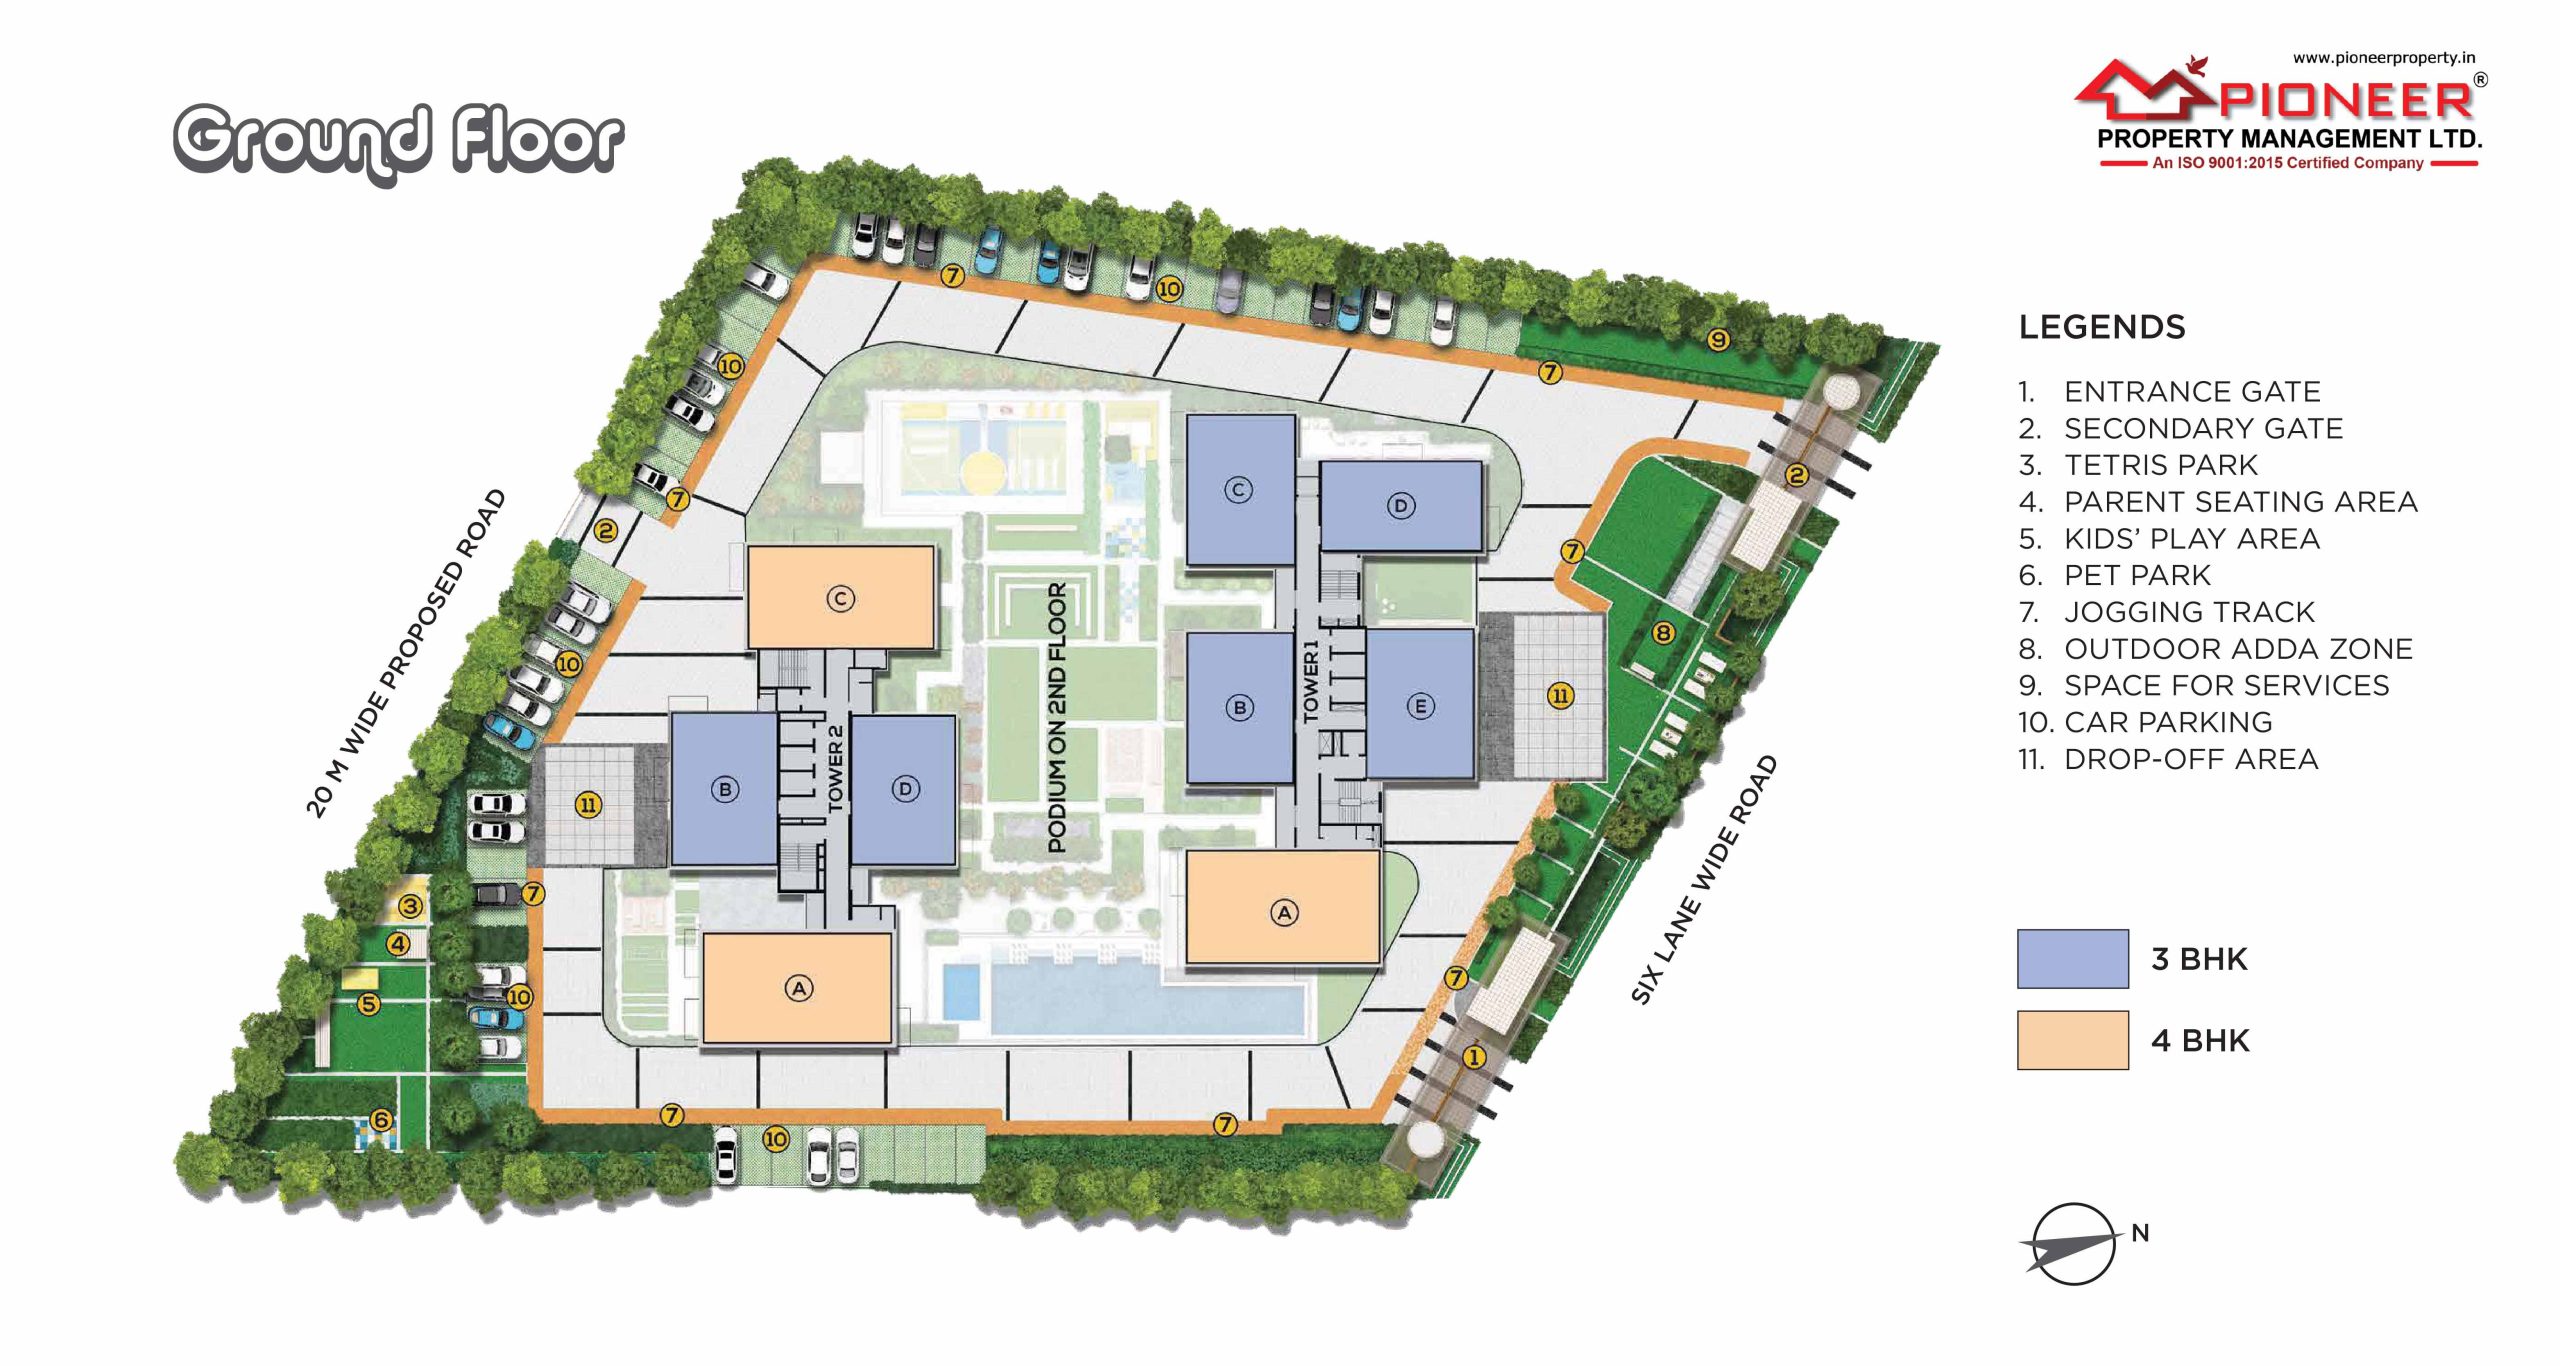 Ground Floor
www.pioneerproperty.in
PIONEER®
PROPERTY MANAGEMENT LTD.
An ISO 9001:2015 Certified Company
LEGENDS
1. ENTRANCE GATE
2. SECONDARY GATE
3. TETRIS PARK
4. PARENT SEATING AREA
5. KIDS' PLAY AREA
6. PET PARK
7. JOGGING TRACK
8. OUTDOOR ADDA ZONE
9. SPACE FOR SERVICES
10. CAR PARKING
11. DROP-OFF AREA
3 BHK
4 BHK
N
20 M WIDE PROPOSED ROAD
SIX LANE WIDE ROAD
PODIUM ON 2ND FLOOR
TOWER 1
C
D
B
E
A
TOWER 2
C
B
D
A
7
10
9
10
7
7
2
7
2
7
8
10
11
11
7
3
4
10
5
7
1
6
7
10
7